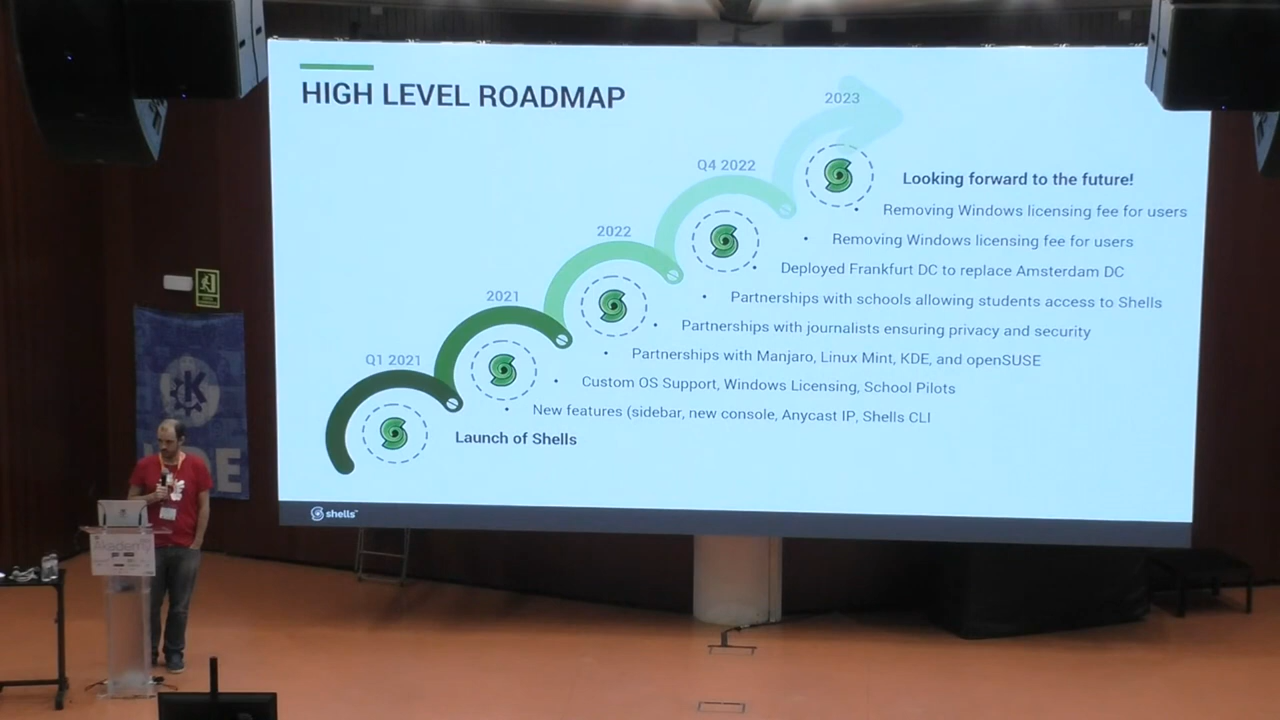 HIGH LEVEL ROADMAP
2023
Looking forward to the future!
Q4 2022
• Removing Windows licensing fee for users
2022
• Removing Windows licensing fee for users
• Deployed Frankfurt DC to replace Amsterdam DC
2021
• Partnerships with schools allowing students access to Shells
• Partnerships with journalists ensuring privacy and security
Q1 2021
• Partnerships with Manjaro, Linux Mint, KDE, and openSUSE
• Custom OS Support, Windows Licensing, School Pilots
• New features (sidebar, new console, Anycast IP, Shells CLI
Launch of Shells
shells™
K
KDE
Akademy